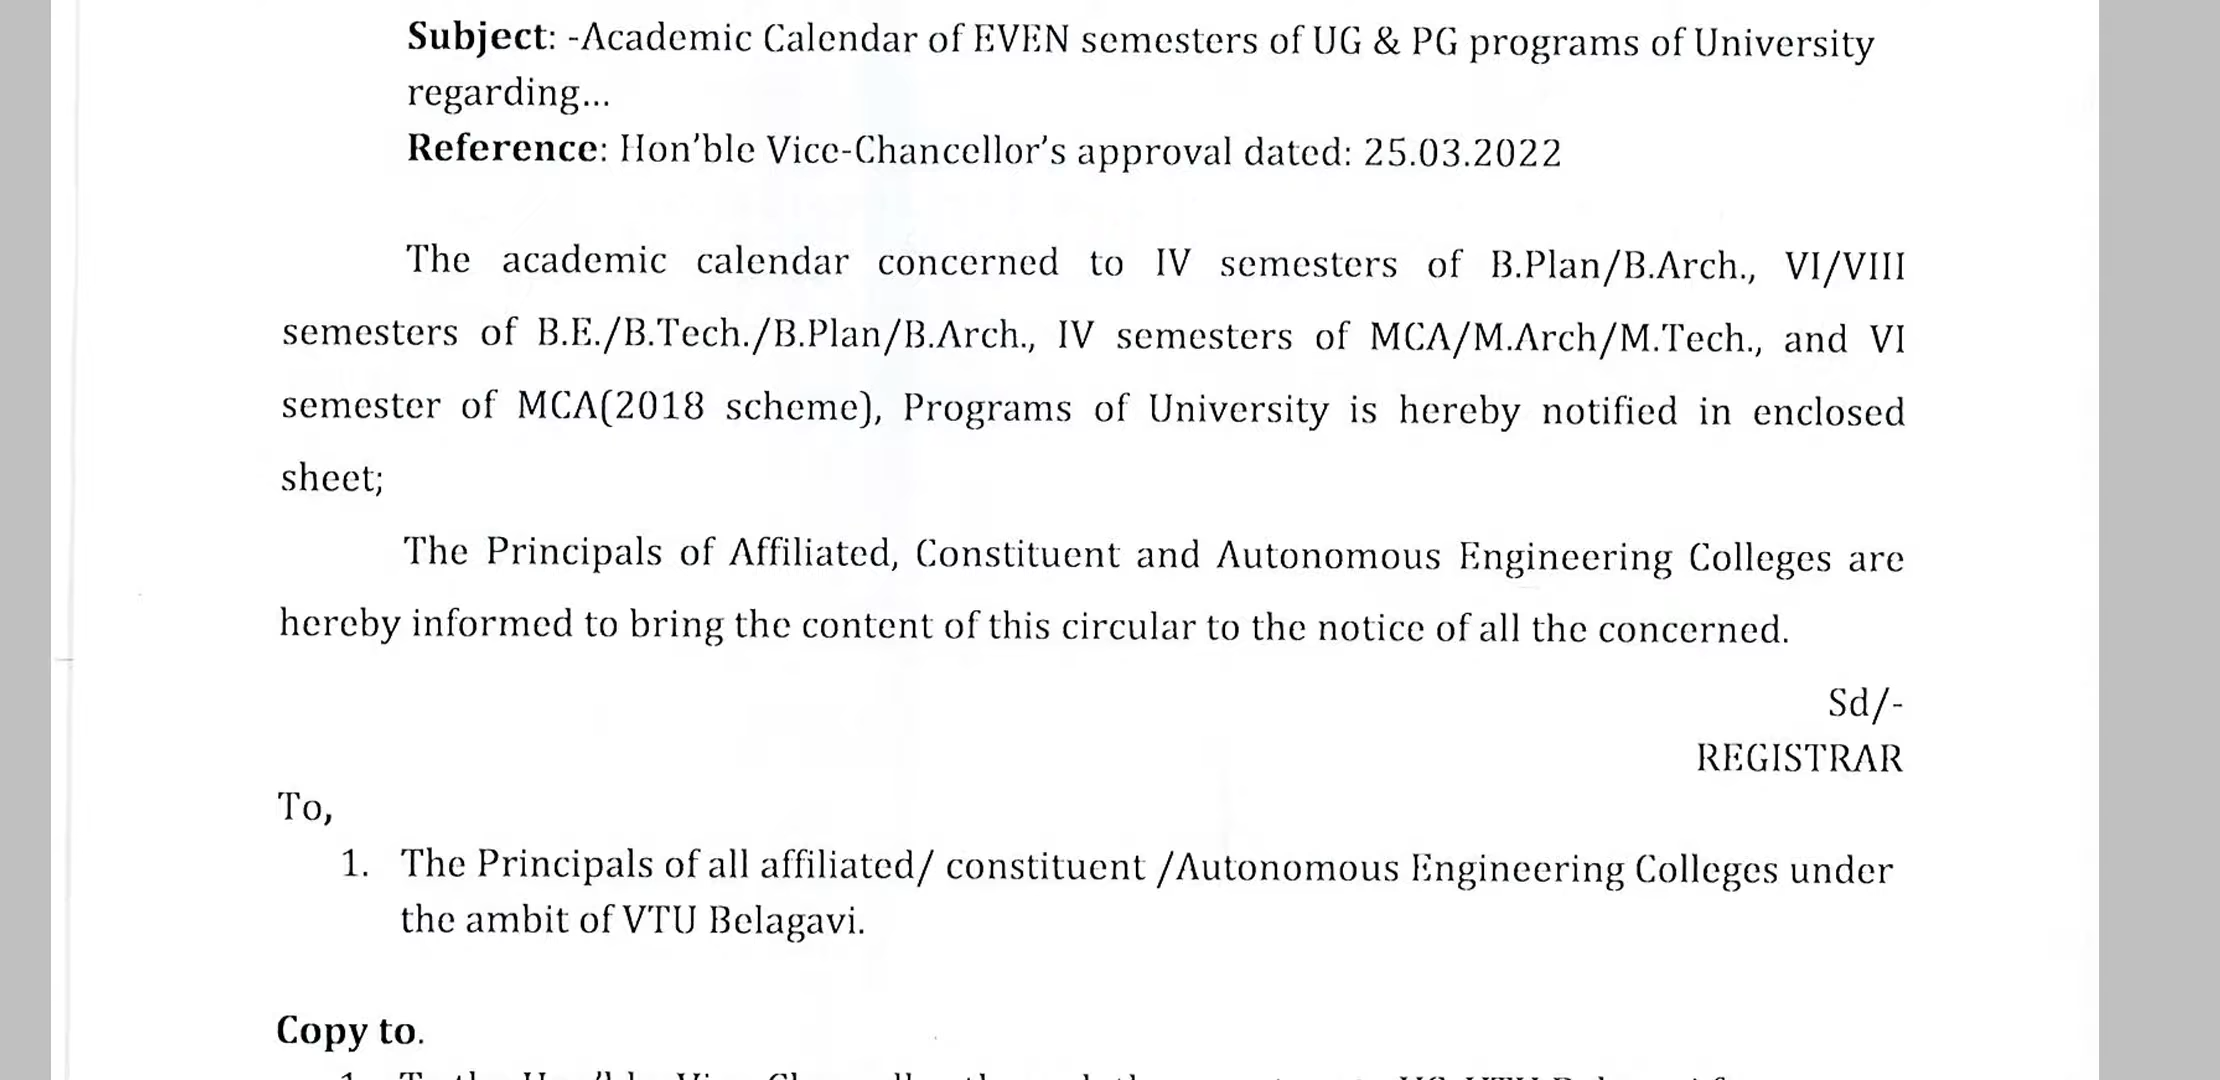 Subject: -Academic Calendar of EVEN semesters of UG & PG programs of University
regarding...
Reference: Hon'ble Vice-Chancellor's approval dated: 25.03.2022
The academic calendar concerned to IV semesters of B.Plan/B.Arch., VI/VIII
semesters of B.E./B.Tech./B.Plan/B.Arch., IV semesters of MCA/M.Arch/M.Tech., and VI
semester of MCA(2018 scheme), Programs of University is hereby notified in enclosed
sheet;
The Principals of Affiliated, Constituent and Autonomous Engineering Colleges are
hereby informed to bring the content of this circular to the notice of all the concerned.
Sd/-
REGISTRAR
To,
1. The Principals of all affiliated/ constituent /Autonomous Engineering Colleges under
the ambit of VTU Belagavi.
Copy to.